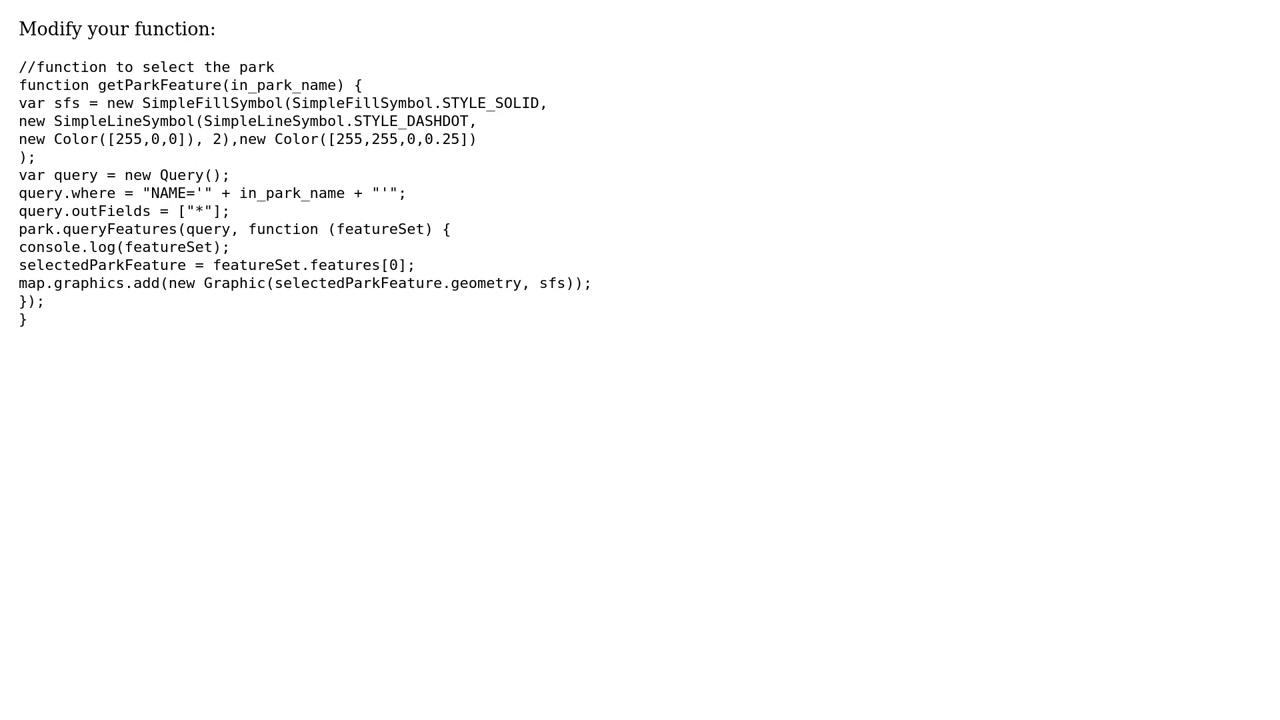 Modify your function:
//function to select the park
function getParkFeature(in_park_name) {
var sfs = new SimpleFillSymbol(SimpleFillSymbol.STYLE_SOLID,
new SimpleLineSymbol(SimpleLineSymbol.STYLE_DASHDOT,
new Color([255,0,0]), 2),new Color([255,255,0,0.25])
);
var query = new Query();
query.where = "NAME='" + in_park_name + "'";
query.outFields = ["*"];
park.queryFeatures(query, function (featureSet) {
console.log(featureSet);
selectedParkFeature = featureSet.features[0];
map.graphics.add(new Graphic(selectedParkFeature.geometry, sfs));
});
}